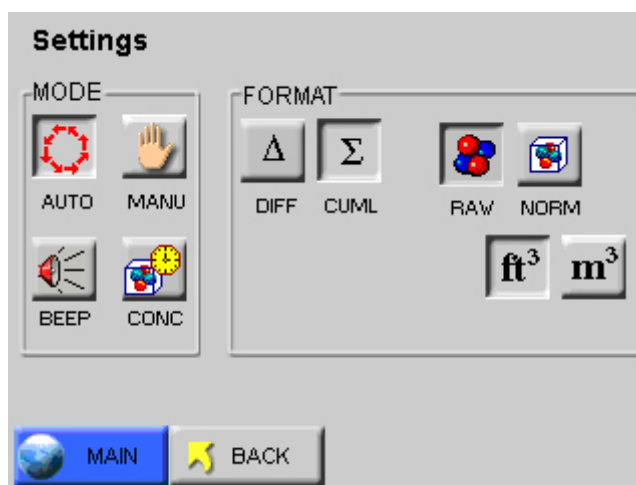 Settings
MODE
AUTO MANU
BEEP CONC
FORMAT
Δ Σ
DIFF CUML RAW NORM
ft³ m³
MAIN BACK